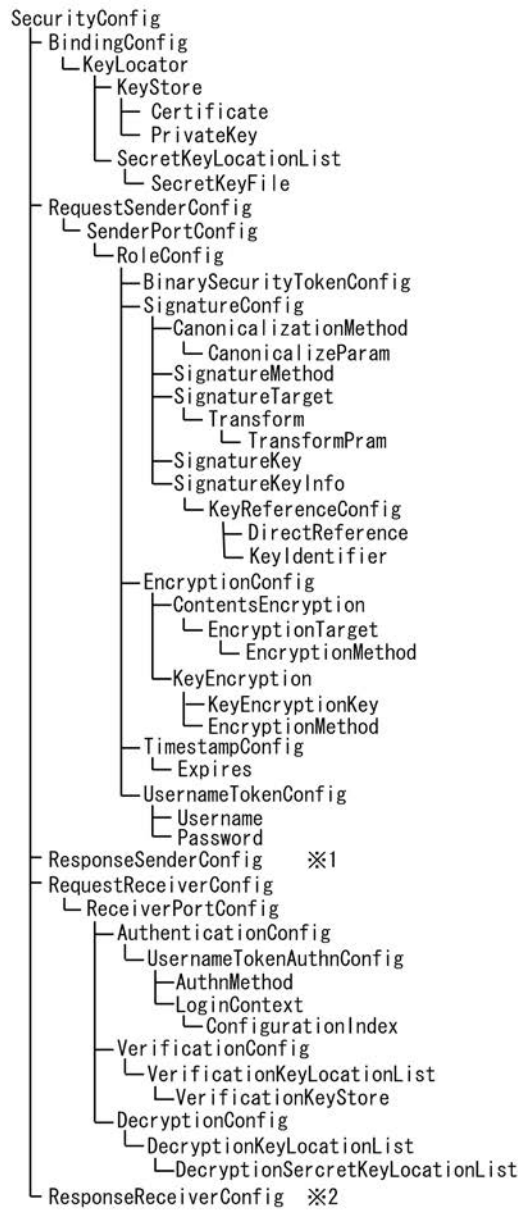 SecurityConfig
BindingConfig
KeyLocator
KeyStore
Certificate
PrivateKey
SecretKeyLocationList
SecretKeyFile
RequestSenderConfig
SenderPortConfig
RoleConfig
BinarySecurityTokenConfig
SignatureConfig
CanonicalizationMethod
CanonicalizeParam
SignatureMethod
SignatureTarget
Transform
TransformPram
SignatureKey
SignatureKeyInfo
KeyReferenceConfig
DirectReference
KeyIdentifier
EncryptionConfig
ContentsEncryption
EncryptionTarget
EncryptionMethod
KeyEncryption
KeyEncryptionKey
EncryptionMethod
TimestampConfig
Expires
UsernameTokenConfig
Username
Password
ResponseSenderConfig ※1
RequestReceiverConfig
ReceiverPortConfig
AuthenticationConfig
UsernameTokenAuthnConfig
AuthnMethod
LoginContext
ConfigurationIndex
VerificationConfig
VerificationKeyLocationList
VerificationKeyStore
DecryptionConfig
DecryptionKeyLocationList
DecryptionSercretKeyLocationList
ResponseReceiverConfig ※2